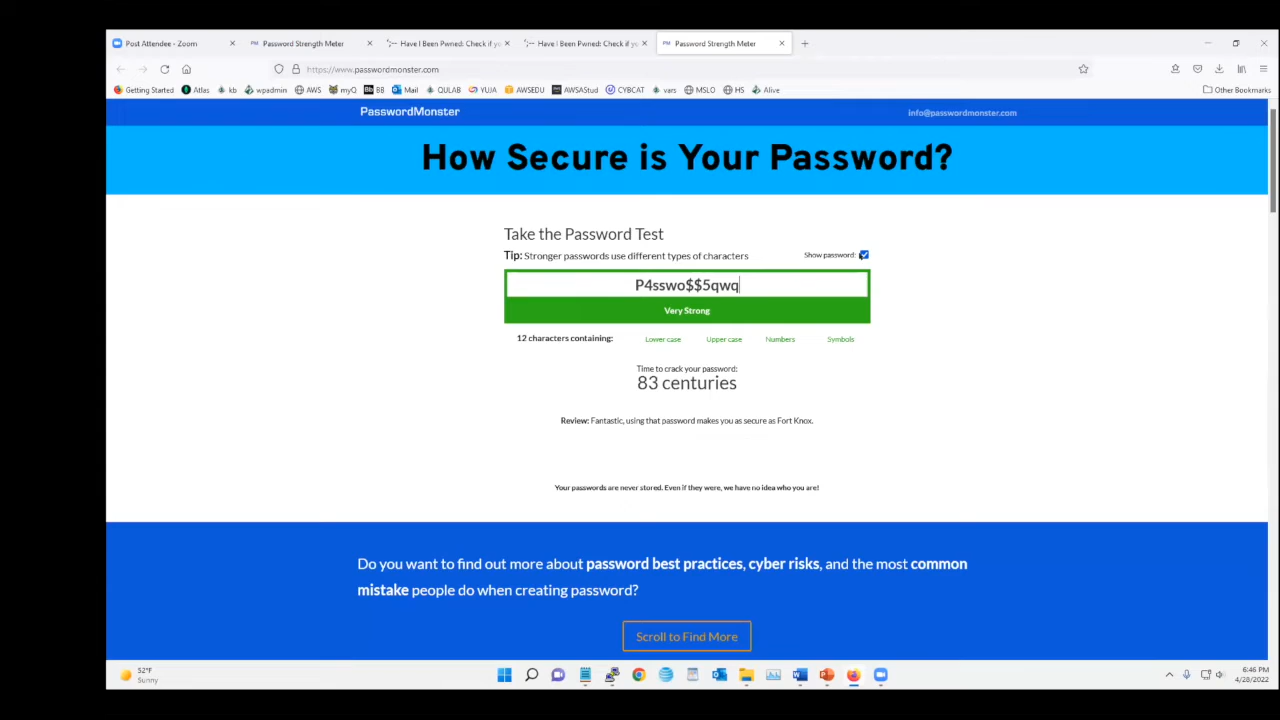 Post Attendee - Zoom
Password Strength Meter
Have I Been Pwned: Check if yo
Have I Been Pwned: Check if yo
Password Strength Meter
https://www.passwordmonster.com
Getting Started Atlas kb wpadmin AWS myQ Bb 88 Mail QULAB YUJA AWSEDU AWSAStud CYBCAT vars MSLO HS Alive Other Bookmarks
PasswordMonster info@passwordmonster.com
How Secure is Your Password?
Take the Password Test
Tip: Stronger passwords use different types of characters Show password:
P4sswo$$5qwq
Very Strong
12 characters containing: Lower case Upper case Numbers Symbols
Time to crack your password:
83 centuries
Review: Fantastic, using that password makes you as secure as Fort Knox.
Your passwords are never stored. Even if they were, we have no idea who you are!
Do you want to find out more about password best practices, cyber risks, and the most common
mistake people do when creating password?
Scroll to Find More
52°F
Sunny
6:46 PM
4/28/2022